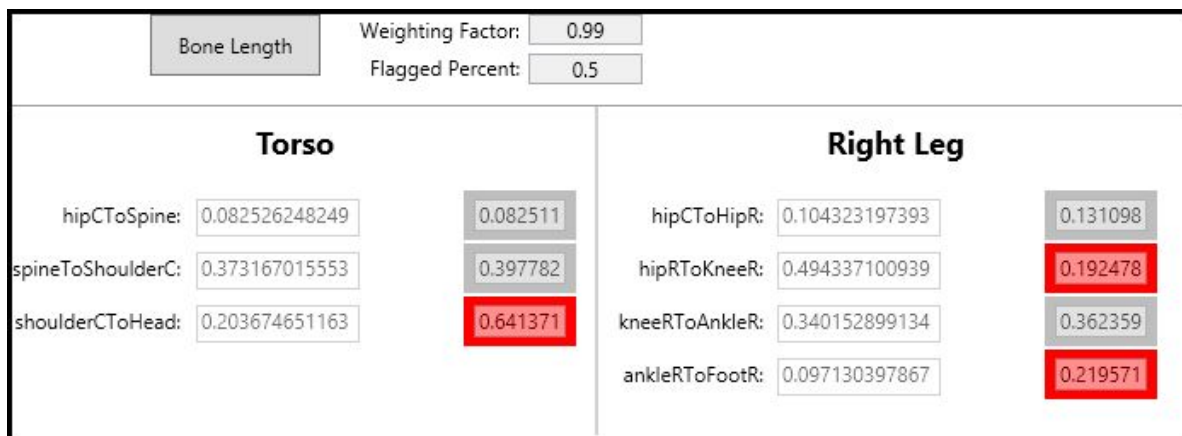 Bone Length
Weighting Factor: 0.99
Flagged Percent: 0.5
Torso
hipCToSpine: 0.082526248249 0.082511
spineToShoulderC: 0.373167015553 0.397782
shoulderCToHead: 0.203674651163 0.641371
Right Leg
hipCToHipR: 0.104323197393 0.131098
hipRToKneeR: 0.494337100939 0.192478
kneeRToAnkleR: 0.340152899134 0.362359
ankleRToFootR: 0.097130397867 0.219571